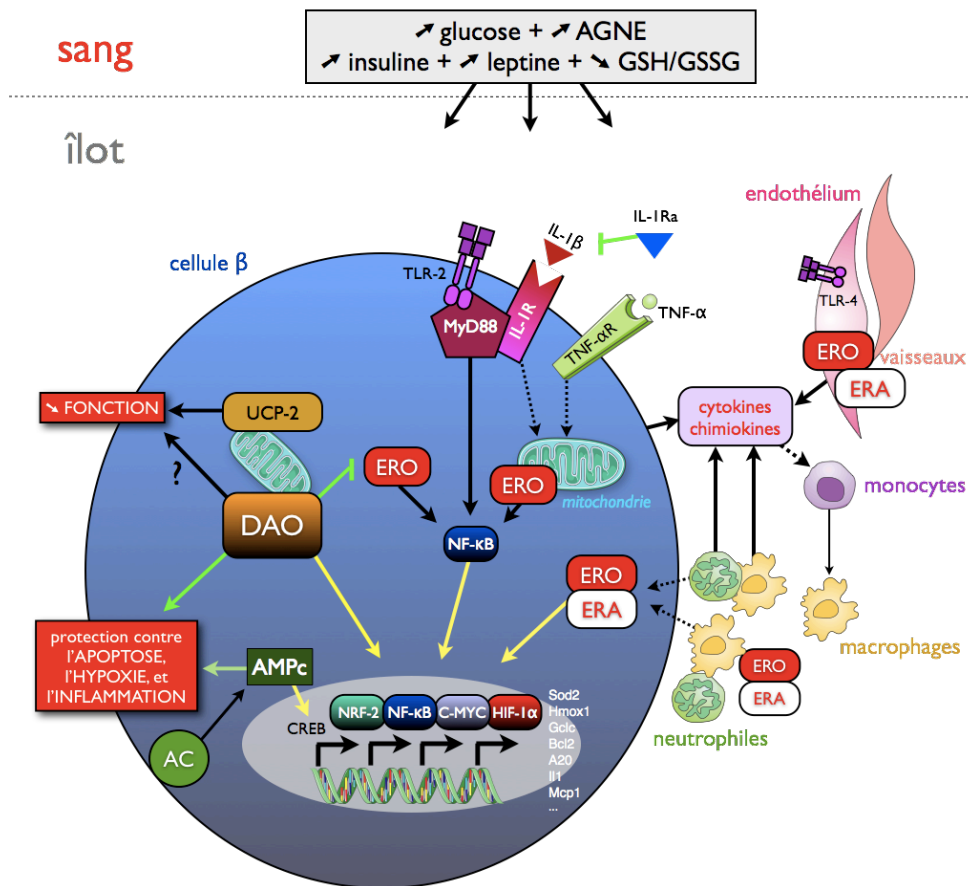 sang
➚ glucose + ➚ AGNE
➚ insuline + ➚ leptine + ➘ GSH/GSSG
îlot
endothélium
IL-1Ra
IL-1β
cellule β
TLR-2
TLR-4
MyD88
IL-1R
TNF-α
TNF-αR
ERO
vaisseaux
ERA
➘ FONCTION
UCP-2
cytokines
chimiokines
?
ERO
ERO
mitochondrie
monocytes
DAO
NF-κB
ERO
ERA
protection contre
l'APOPTOSE,
l'HYPOXIE, et
l'INFLAMMATION
AMPc
macrophages
ERO
ERA
neutrophiles
CREB
NRF-2
NF-κB
C-MYC
HIF-1α
Sod2
Hmox1
Gclc
Bcl2
A20
Il1
Mcp1
...
AC